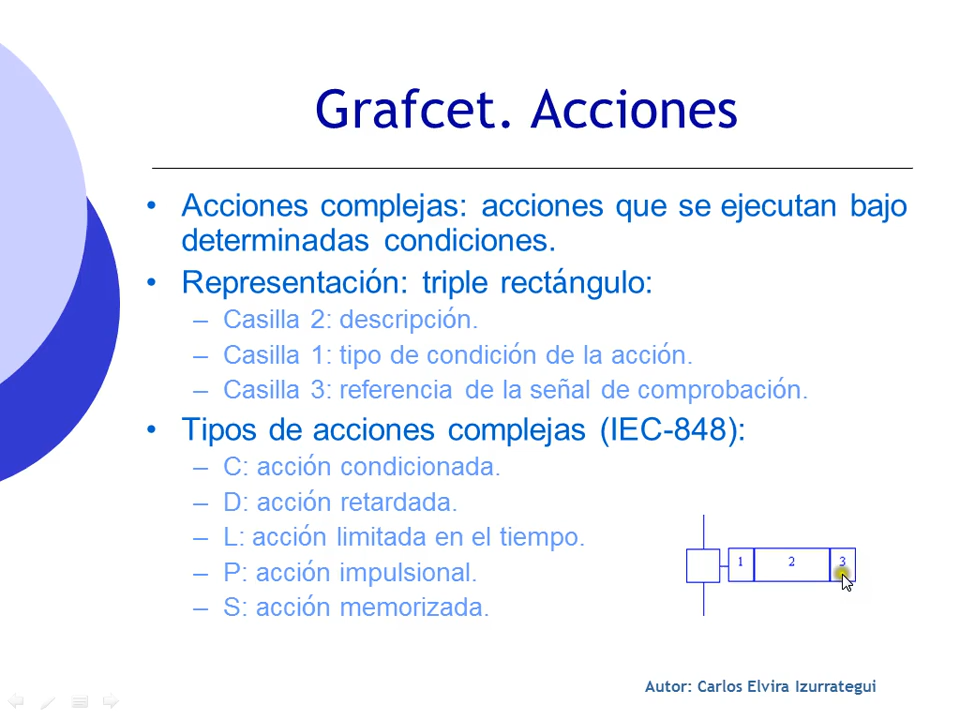 Grafcet. Acciones
• Acciones complejas: acciones que se ejecutan bajo
determinadas condiciones.
• Representación: triple rectángulo:
– Casilla 2: descripción.
– Casilla 1: tipo de condición de la acción.
– Casilla 3: referencia de la señal de comprobación.
• Tipos de acciones complejas (IEC-848):
– C: acción condicionada.
– D: acción retardada.
– L: acción limitada en el tiempo.
– P: acción impulsional.
– S: acción memorizada.
1 2 3
Autor: Carlos Elvira Izurrategui